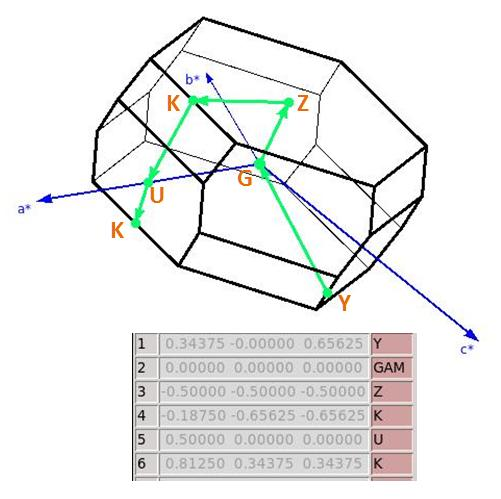 b*
K
Z
G
a*
U
K
Y
c*
1 0.34375 -0.00000 0.65625 Y
2 0.00000 0.00000 0.00000 GAM
3 -0.50000 -0.50000 -0.50000 Z
4 -0.18750 -0.65625 -0.65625 K
5 0.50000 0.00000 0.00000 U
6 0.81250 0.34375 0.34375 K